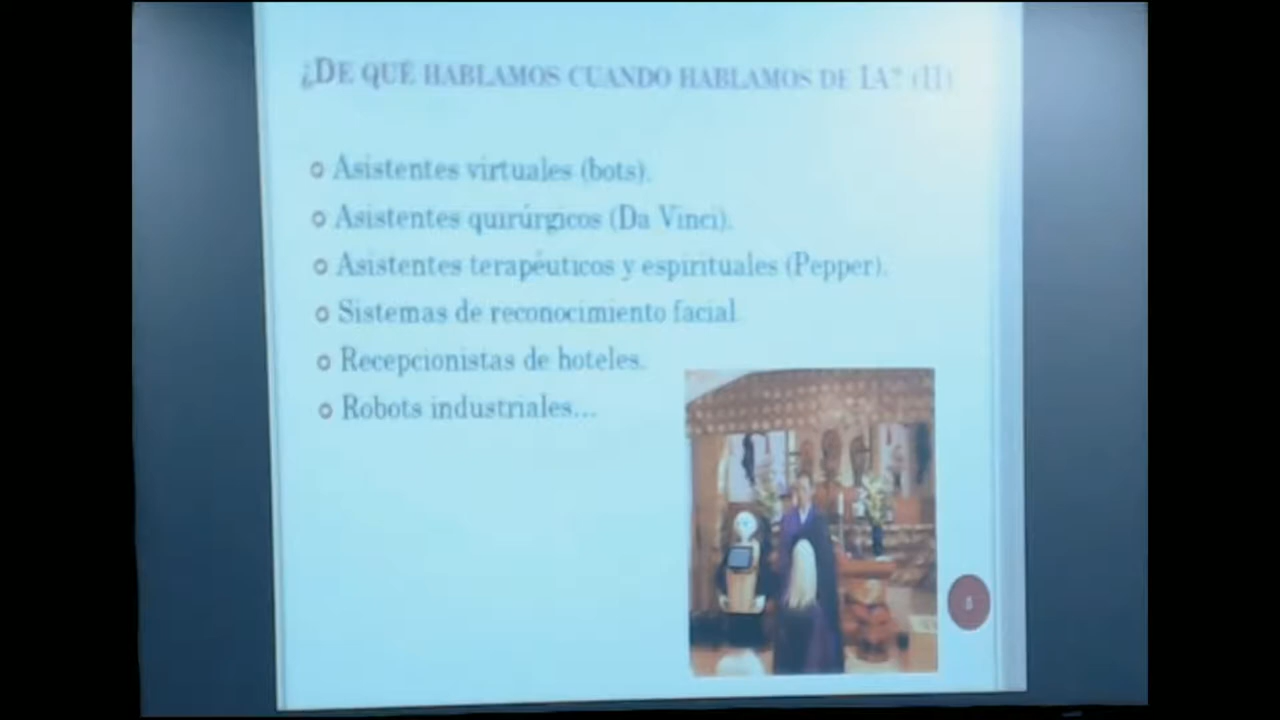 ¿DE QUÉ HABLAMOS CUANDO HABLAMOS DE IA? (II)
Asistentes virtuales (bots).
Asistentes quirúrgicos (Da Vinci).
Asistentes terapéuticos y espirituales (Pepper).
Sistemas de reconocimiento facial.
Recepcionistas de hoteles.
Robots industriales...